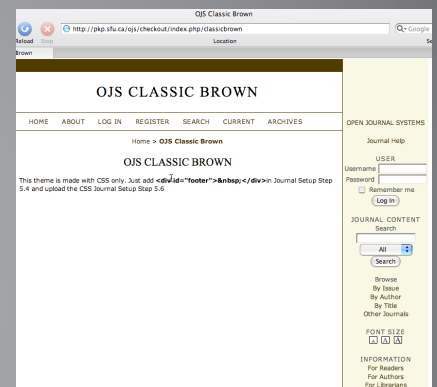 OJS Classic Brown
Reload Stop
http://pkp.sfu.ca/ojs/checkout/index.php/classicbrown
Google
Location
Se
Brown
OJS CLASSIC BROWN
HOME ABOUT LOG IN REGISTER SEARCH CURRENT ARCHIVES
Home > OJS Classic Brown
OJS CLASSIC BROWN
This theme is made with CSS only. Just add <div id="footer">&nbsp;</div>in Journal Setup Step
5.4 and upload the CSS Journal Setup Step 5.6
OPEN JOURNAL SYSTEMS
Journal Help
USER
Username
Password
Remember me
Log In
JOURNAL CONTENT
Search
All
Search
Browse
By Issue
By Author
By Title
Other Journals
FONT SIZE
A A A
INFORMATION
For Readers
For Authors
For Librarians